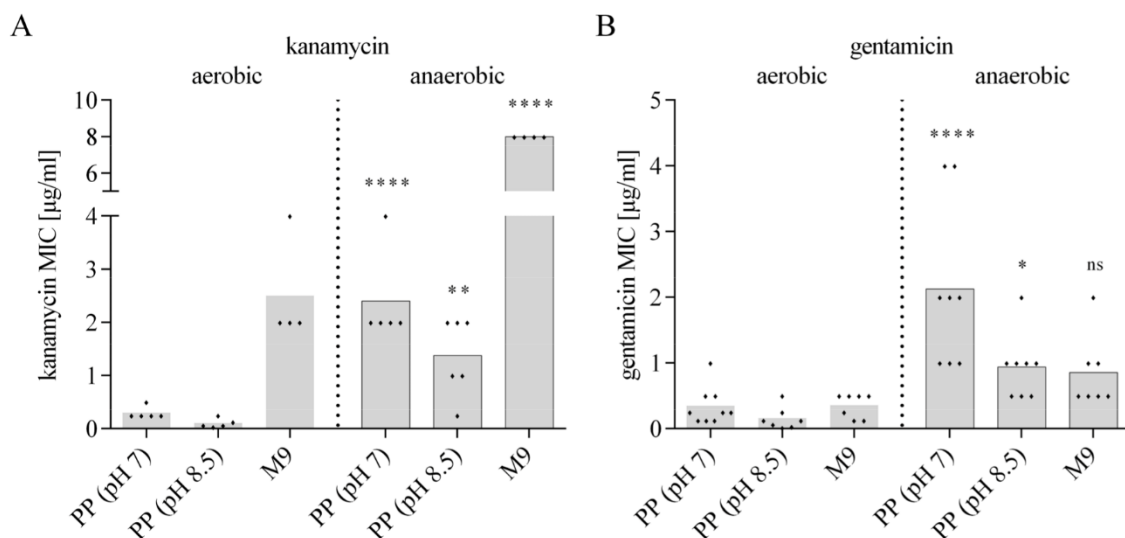 A
kanamycin
aerobic
anaerobic
kanamycin MIC [µg/ml]
10
8
6
4
3
2
1
0
****
**
****
PP (pH 7)
PP (pH 8.5)
M9
PP (pH 7)
PP (pH 8.5)
M9
B
gentamicin
aerobic
anaerobic
gentamicin MIC [µg/ml]
5
4
3
2
1
0
****
*
ns
PP (pH 7)
PP (pH 8.5)
M9
PP (pH 7)
PP (pH 8.5)
M9